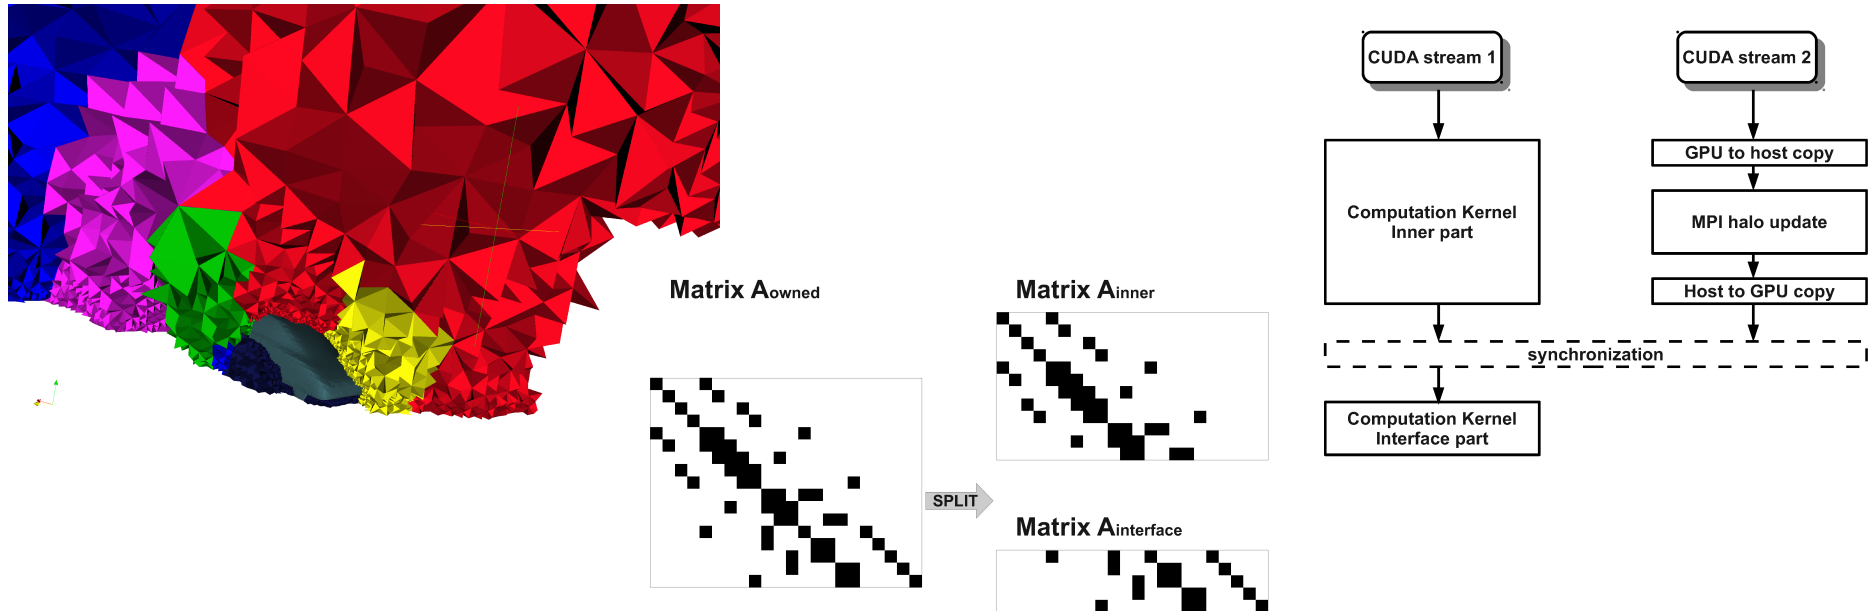 Matrix Aowned
SPLIT
Matrix Ainner
Matrix Ainterface
CUDA stream 1
Computation Kernel
Inner part
CUDA stream 2
GPU to host copy
MPI halo update
Host to GPU copy
synchronization
Computation Kernel
Interface part